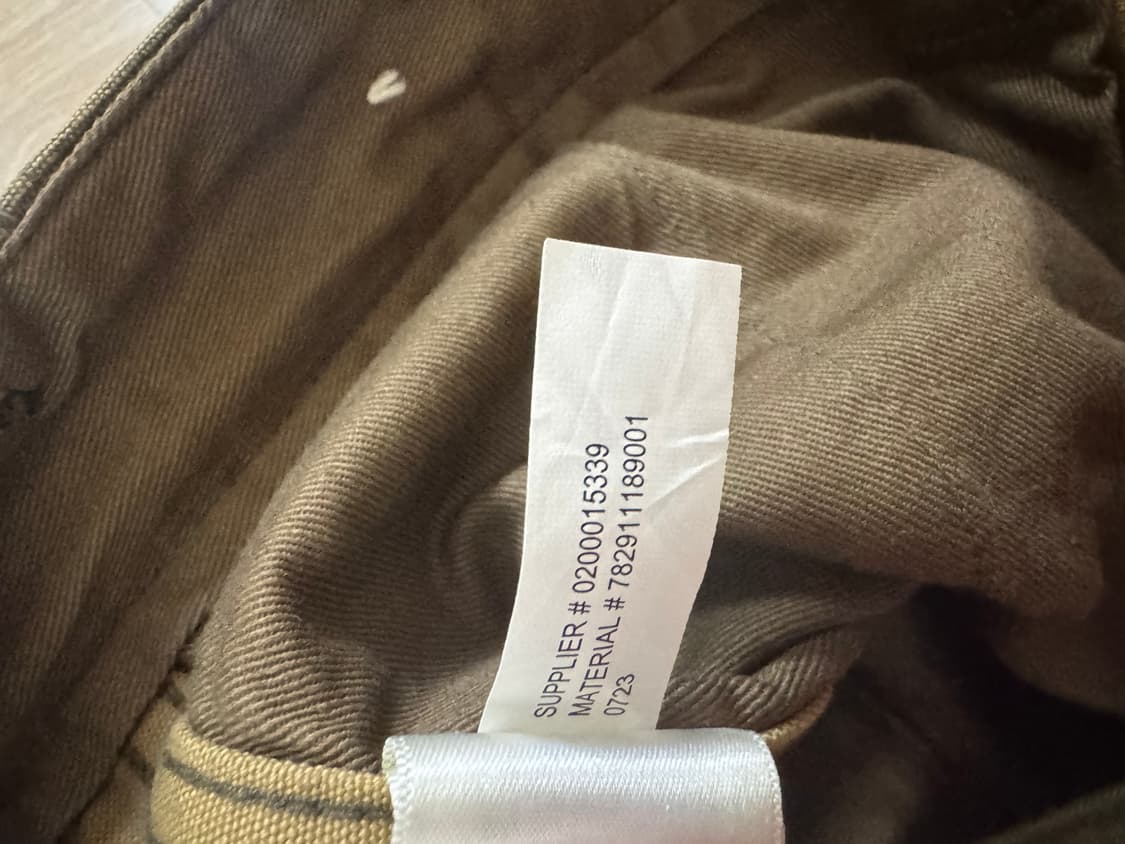 SUPPLIER # 0200015339
MATERIAL # 782911189001
0723